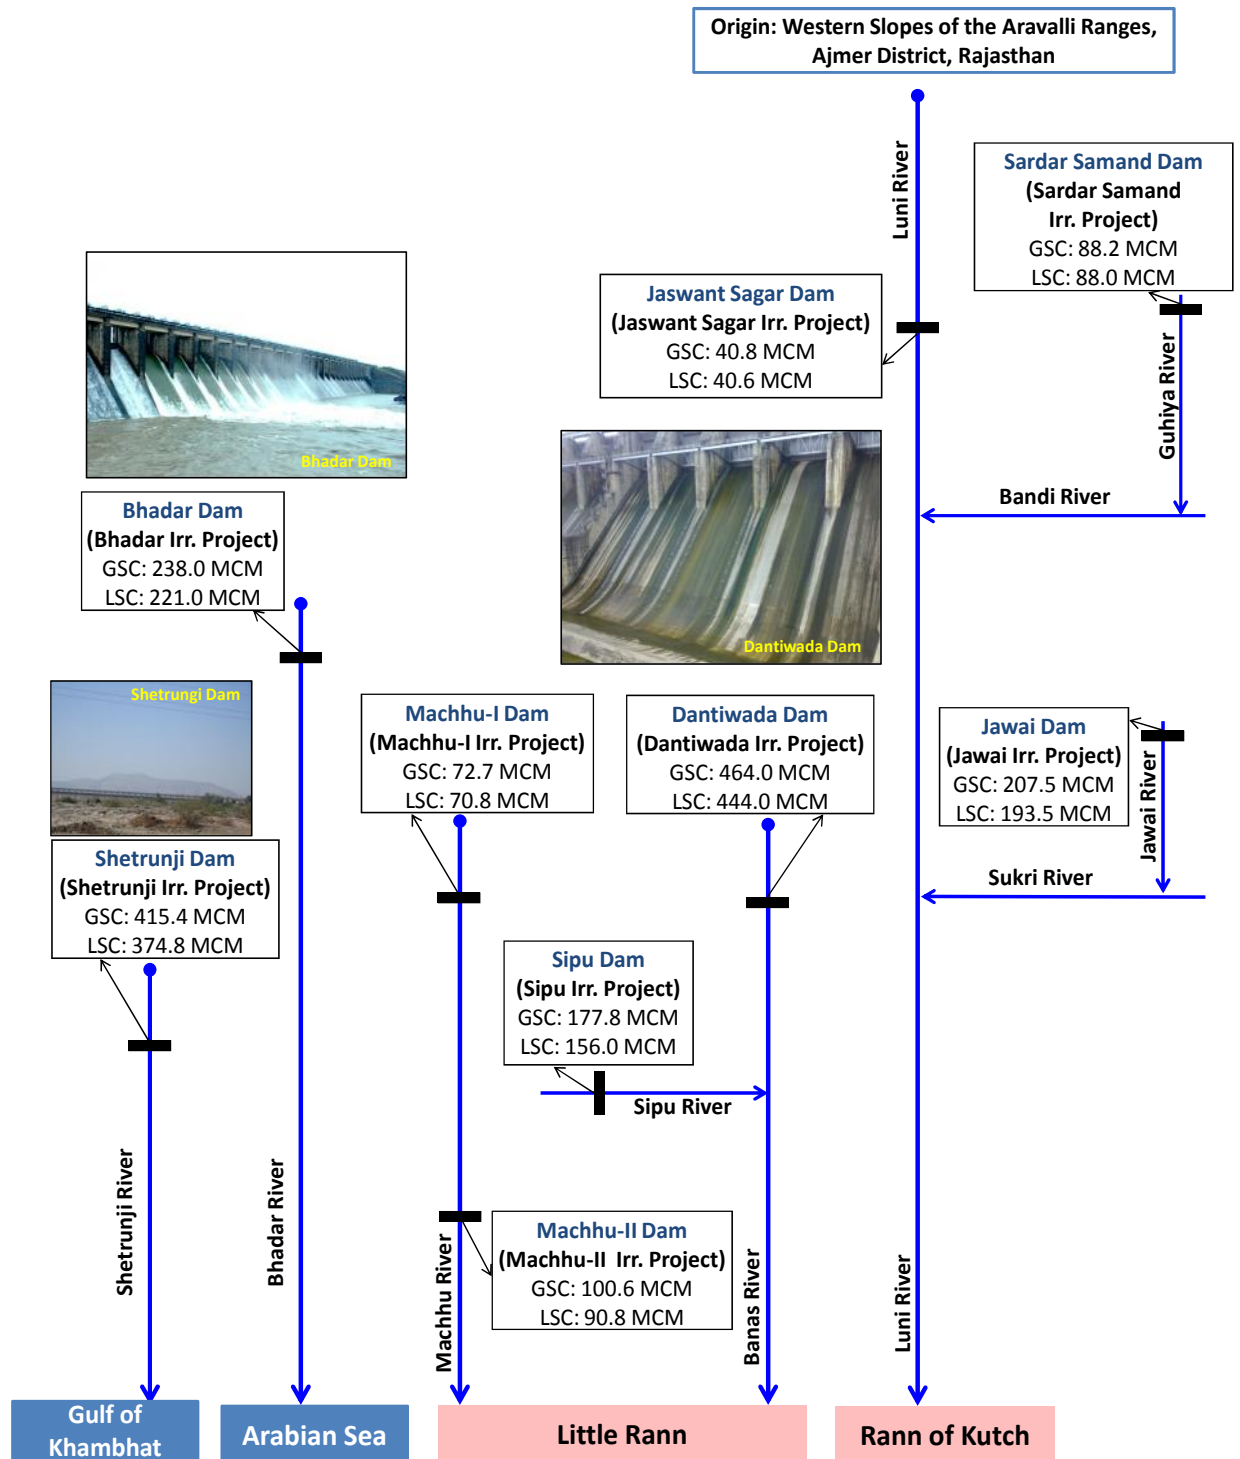 Origin: Western Slopes of the Aravalli Ranges,
Ajmer District, Rajasthan
Luni River
Sardar Samand Dam
(Sardar Samand
Irr. Project)
GSC: 88.2 MCM
LSC: 88.0 MCM
Jaswant Sagar Dam
(Jaswant Sagar Irr. Project)
GSC: 40.8 MCM
LSC: 40.6 MCM
Guhiya River
Bandi River
Bhadar Dam
Bhadar Dam
(Bhadar Irr. Project)
GSC: 238.0 MCM
LSC: 221.0 MCM
Dantiwada Dam
Shetrungi Dam
Machhu-I Dam
(Machhu-I Irr. Project)
GSC: 72.7 MCM
LSC: 70.8 MCM
Dantiwada Dam
(Dantiwada Irr. Project)
GSC: 464.0 MCM
LSC: 444.0 MCM
Jawai Dam
(Jawai Irr. Project)
GSC: 207.5 MCM
LSC: 193.5 MCM
Jawai River
Sukri River
Shetrunji Dam
(Shetrunji Irr. Project)
GSC: 415.4 MCM
LSC: 374.8 MCM
Sipu Dam
(Sipu Irr. Project)
GSC: 177.8 MCM
LSC: 156.0 MCM
Sipu River
Shetrunji River
Bhadar River
Machhu River
Machhu-II Dam
(Machhu-II  Irr. Project)
GSC: 100.6 MCM
LSC: 90.8 MCM
Banas River
Luni River
Gulf of
Khambhat
Arabian Sea
Little Rann
Rann of Kutch